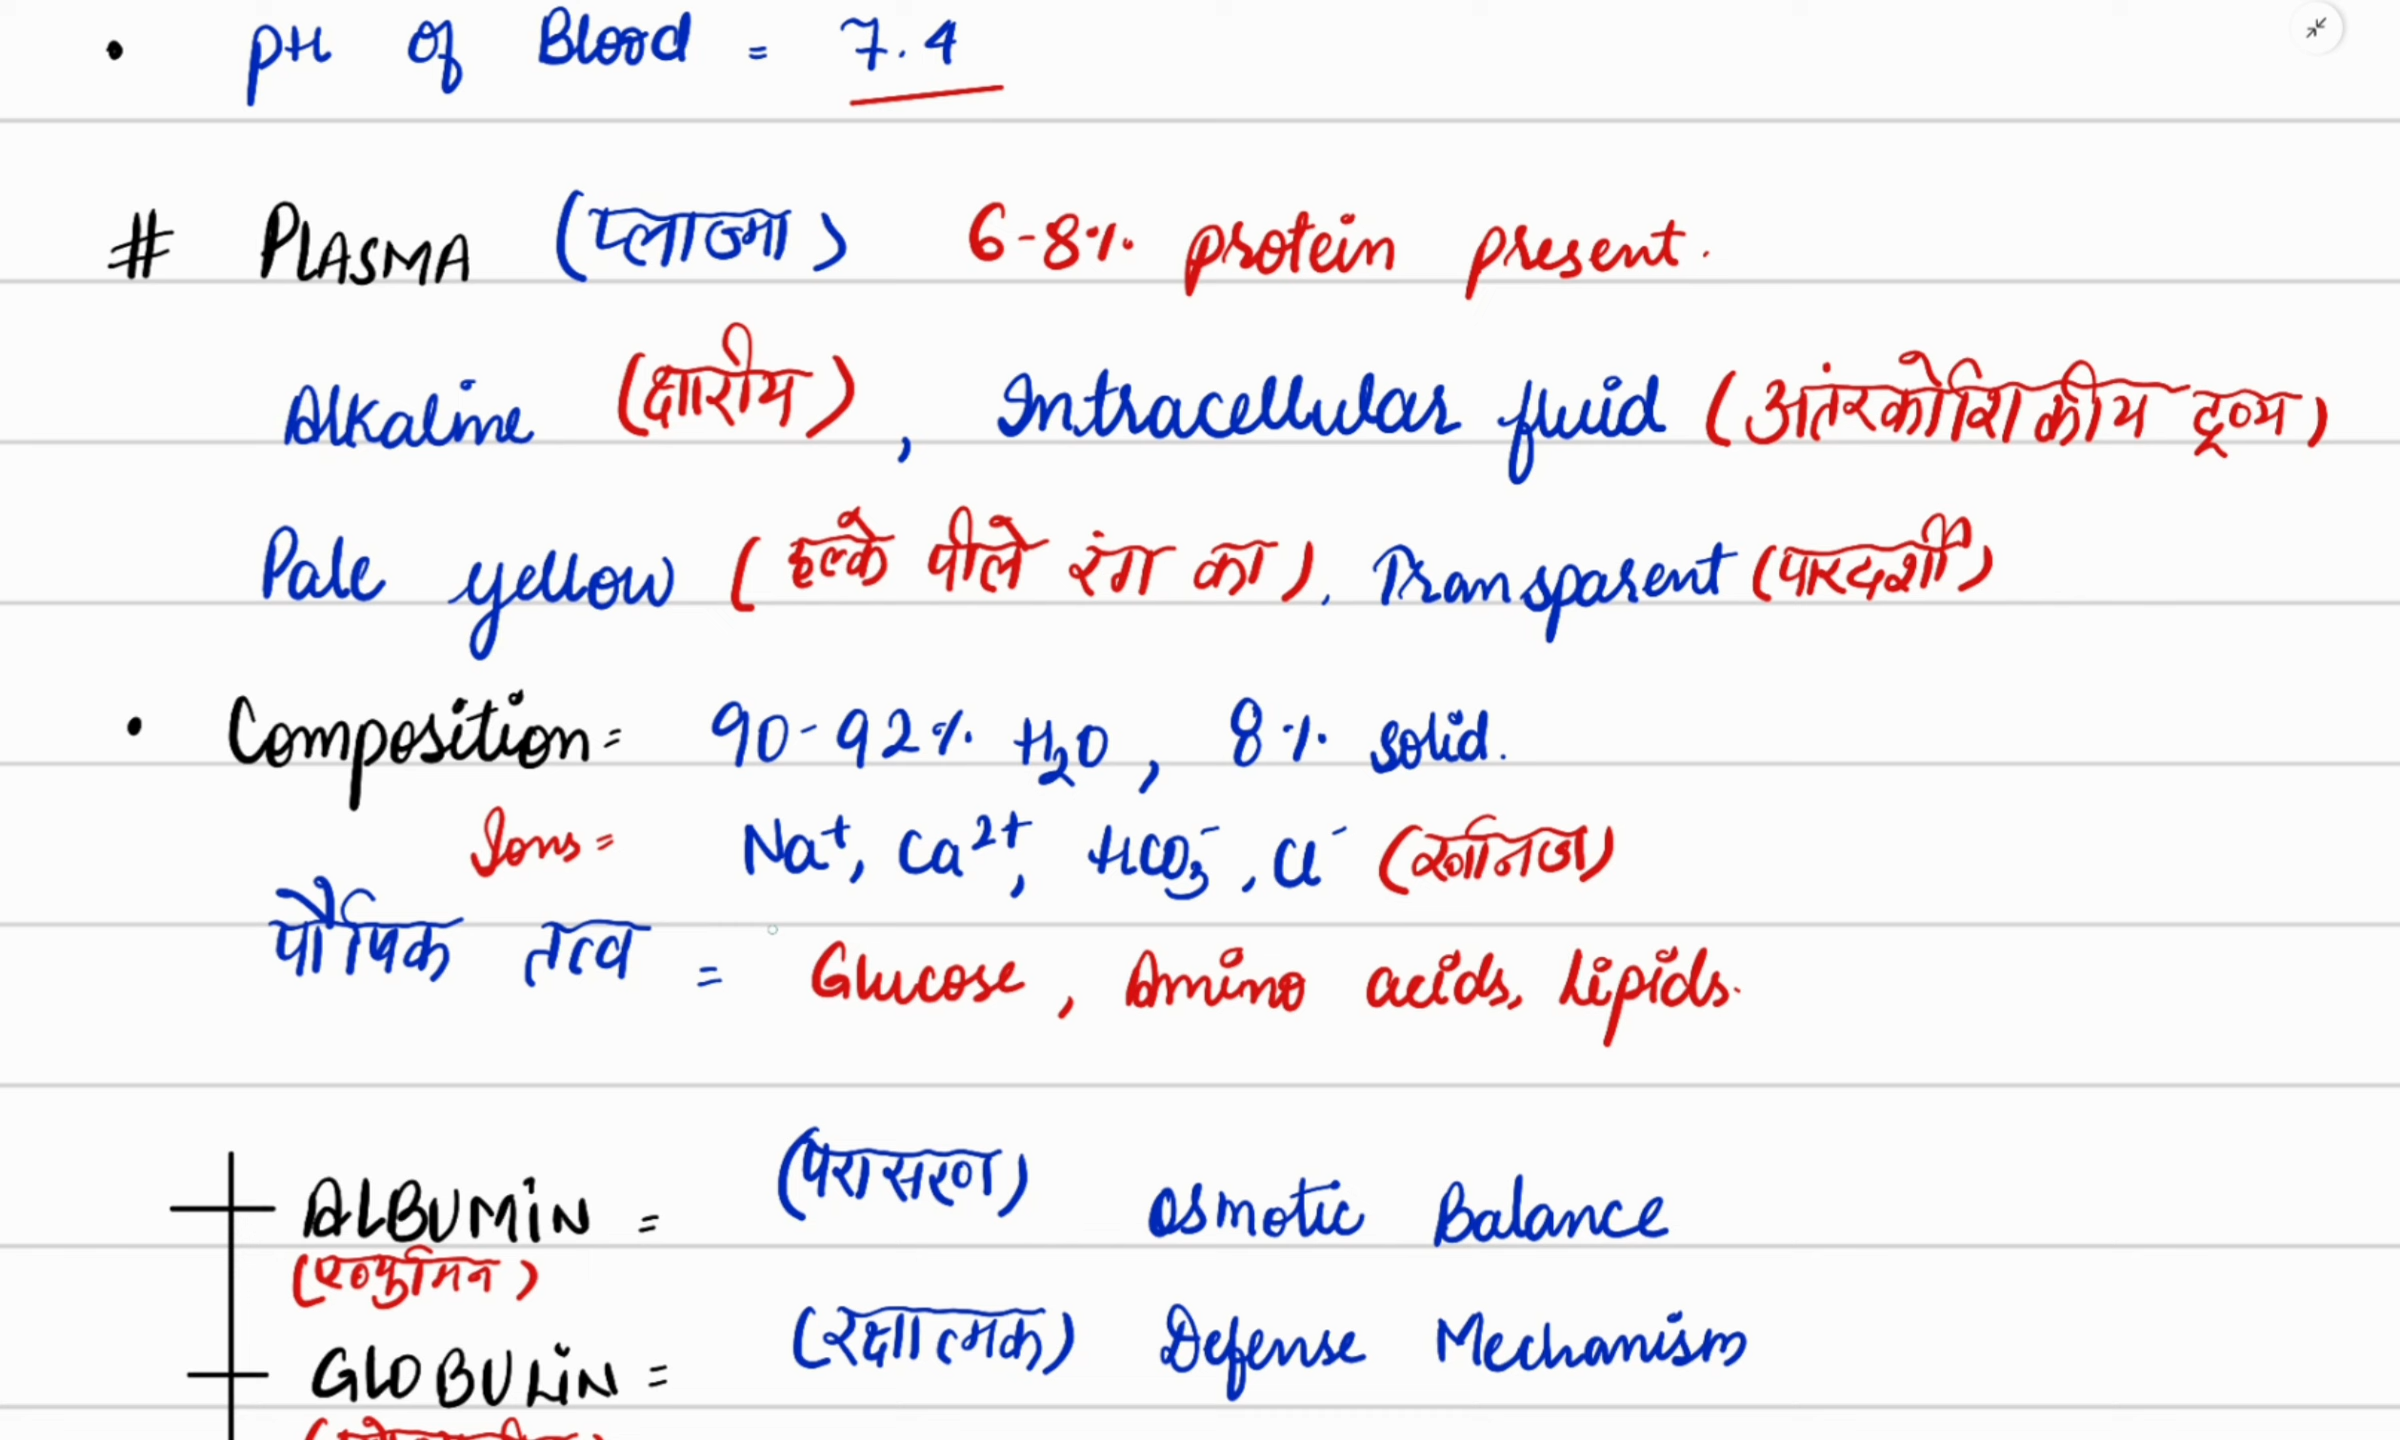 • pH of Blood = 7.4
# PLASMA (प्लाज्मा) 6-8% protein present.
Alkaline (क्षारीय), Intracellular fluid (अंतरकोशिकीय द्रव्य)
Pale yellow (हल्के पीले रंग का), Transparent (पारदर्शी)
• Composition = 90-92% H₂O, 8% solid.
Ions = Na⁺, Ca²⁺, HCO₃⁻, Cl⁻ (खनिज)
पौषिक तत्व = Glucose, Amino acids, Lipids.
ALBUMIN = (परासरण) Osmotic Balance
(एल्बुमिन)
GLOBULIN = (रक्षात्मक) Defense Mechanism